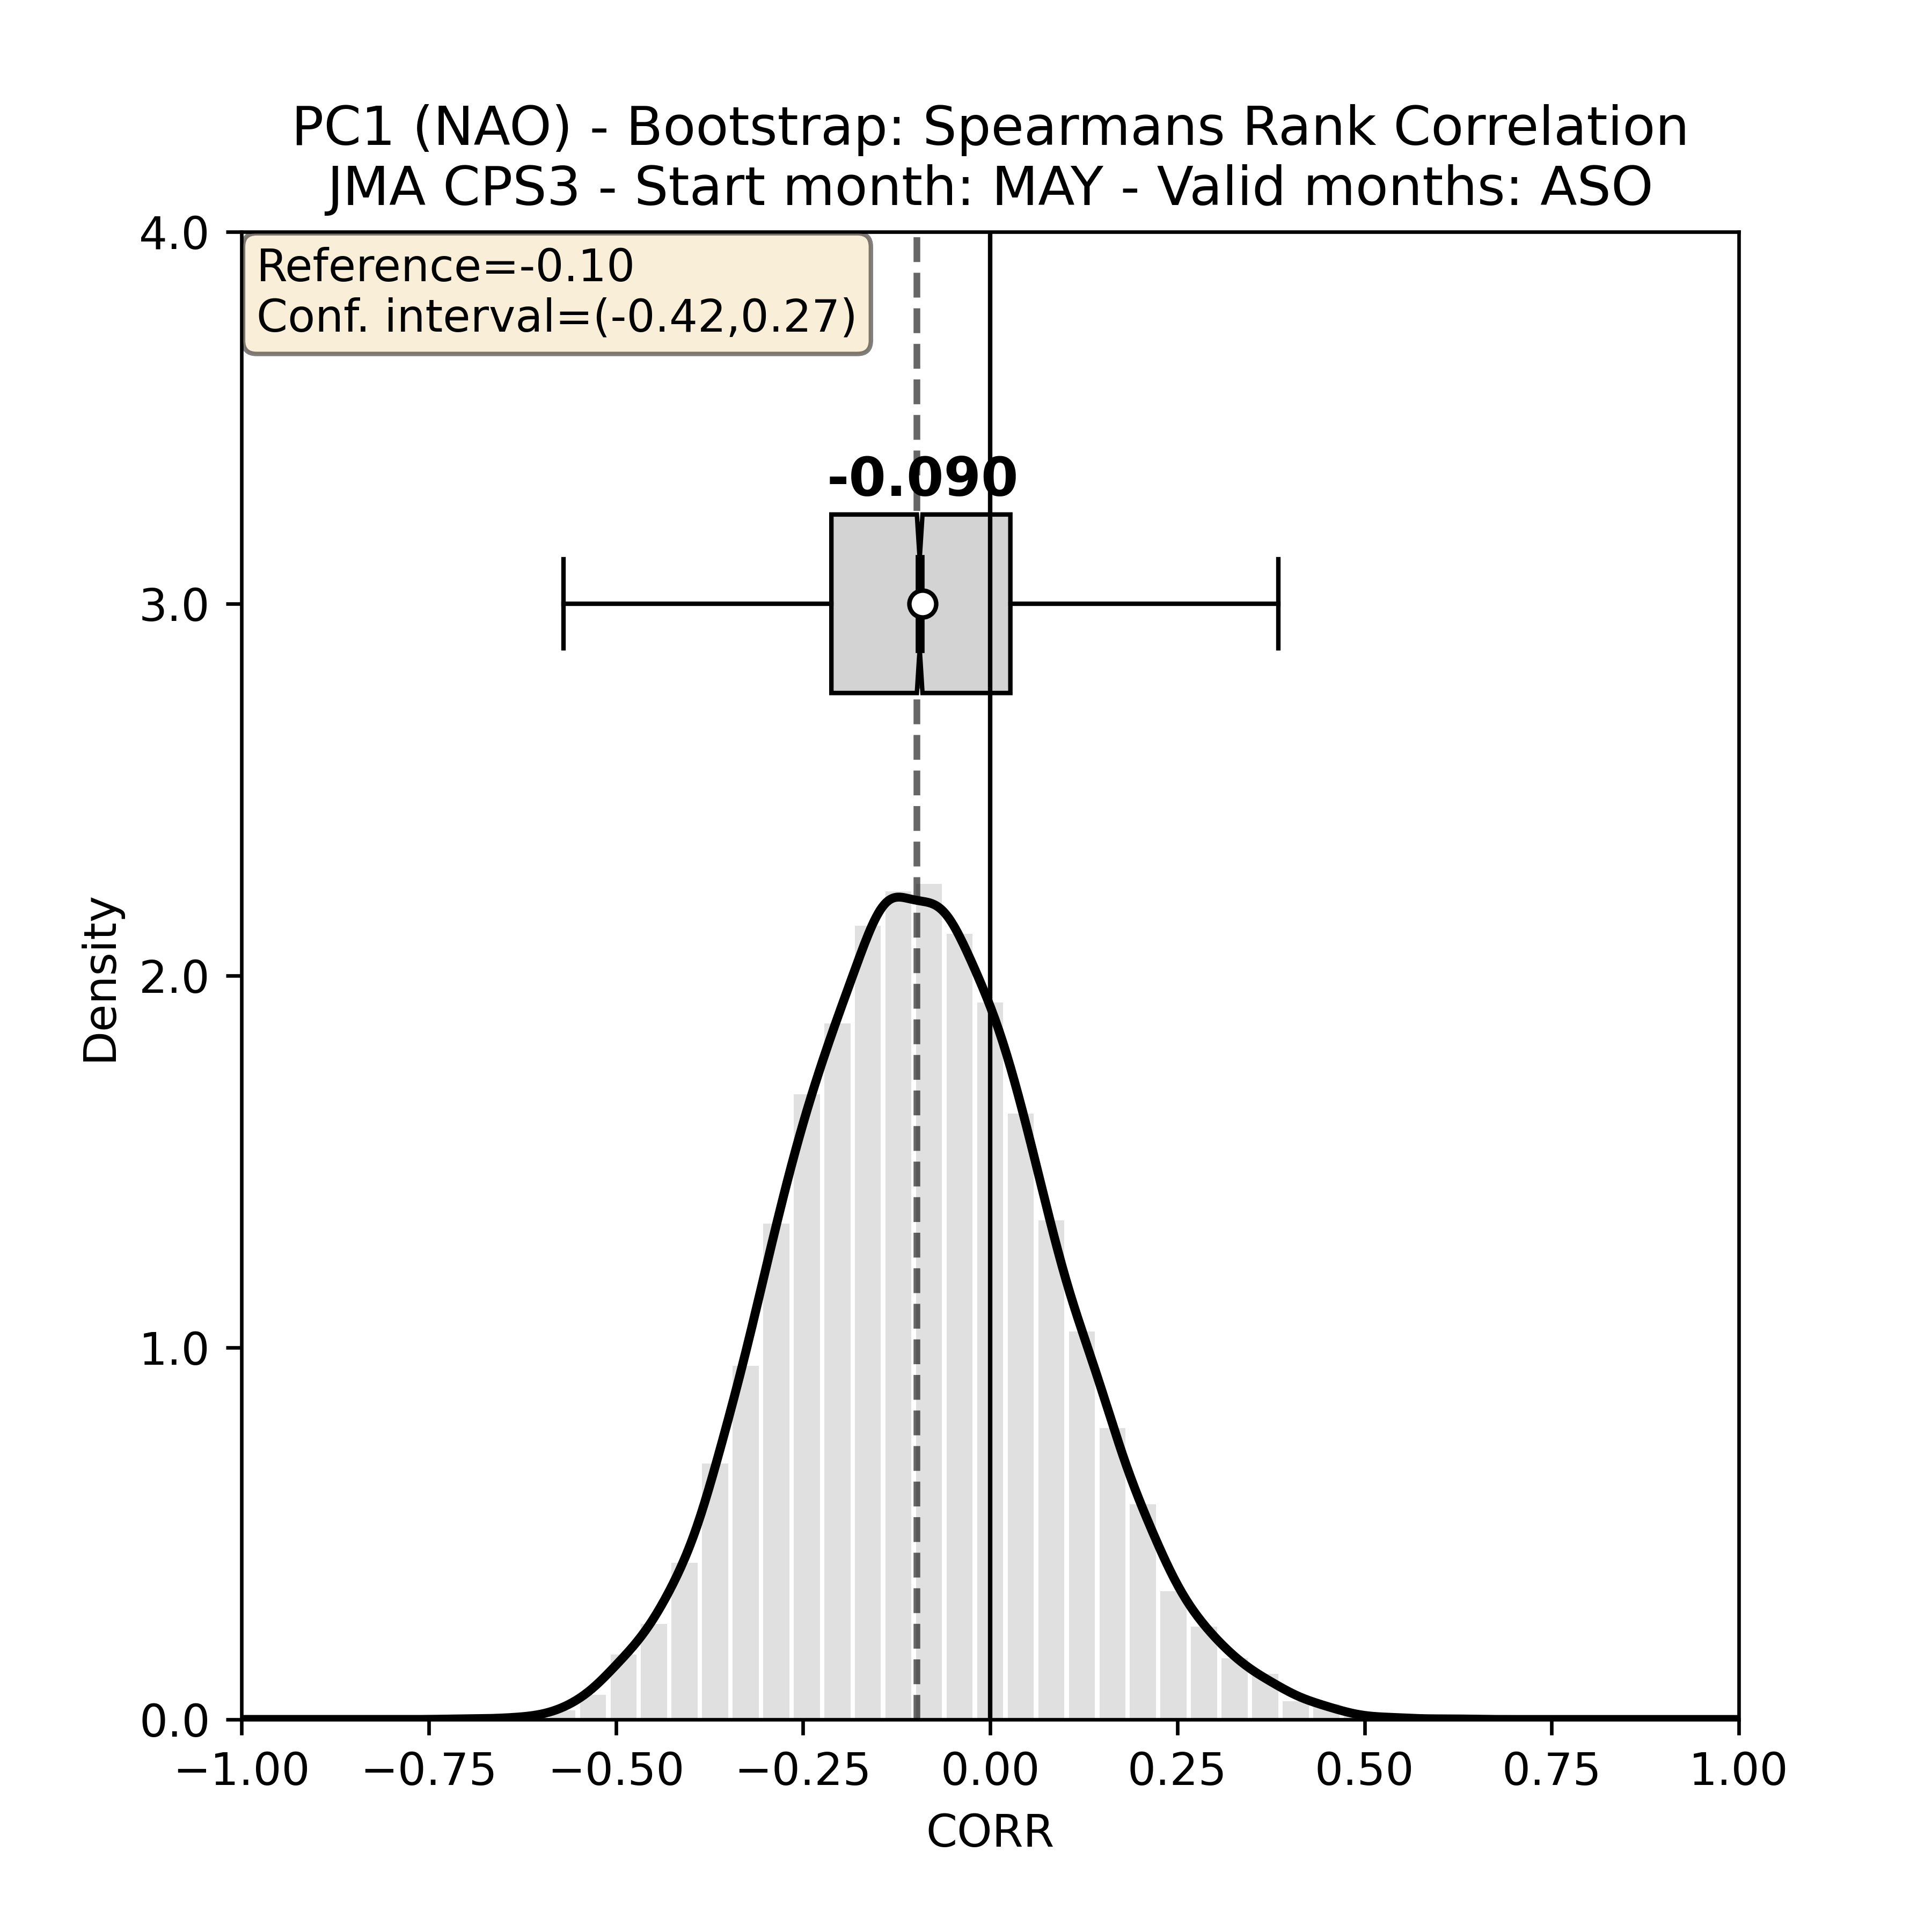 PC1 (NAO) - Bootstrap: Spearmans Rank Correlation
JMA CPS3 - Start month: MAY - Valid months: ASO
Reference=-0.10
Conf. interval=(-0.42,0.27)
-0.090
4.0
3.0
2.0
1.0
0.0
Density
−1.00 −0.75 −0.50 −0.25 0.00 0.25 0.50 0.75 1.00
CORR